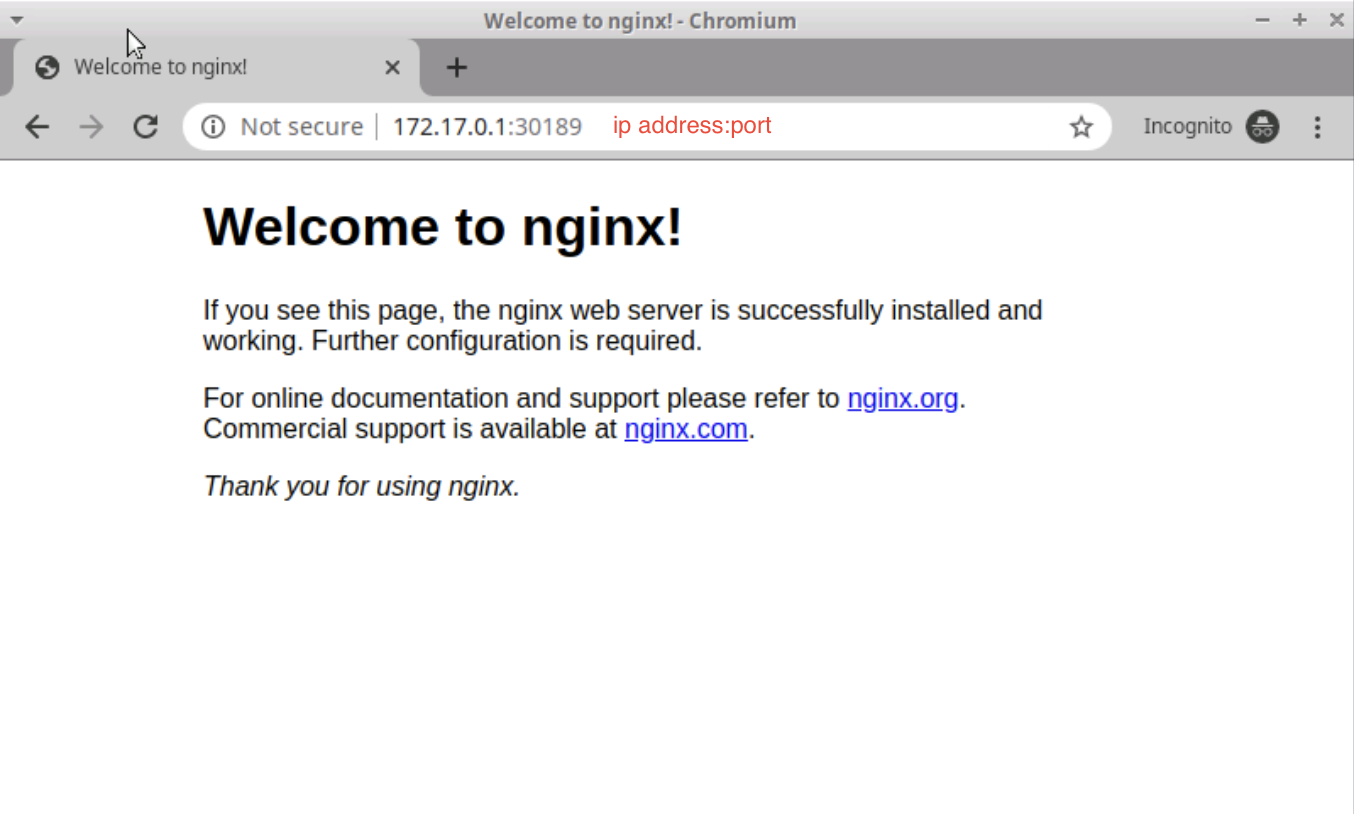 Welcome to nginx! - Chromium
Welcome to nginx!
Not secure 172.17.0.1:30189 ip address:port Incognito
Welcome to nginx!
If you see this page, the nginx web server is successfully installed and
working. Further configuration is required.
For online documentation and support please refer to nginx.org.
Commercial support is available at nginx.com.
Thank you for using nginx.